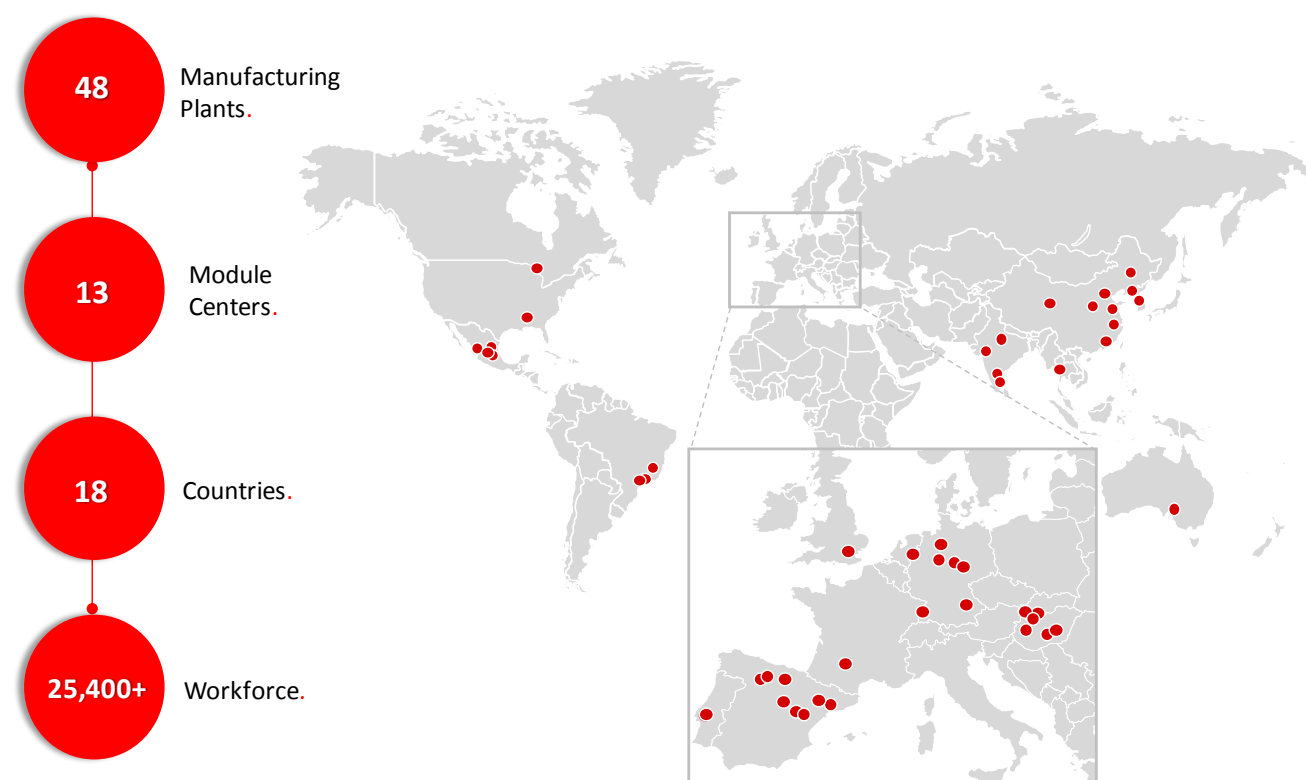 48
Manufacturing
Plants.
13
Module
Centers.
18
Countries.
25,400+
Workforce.